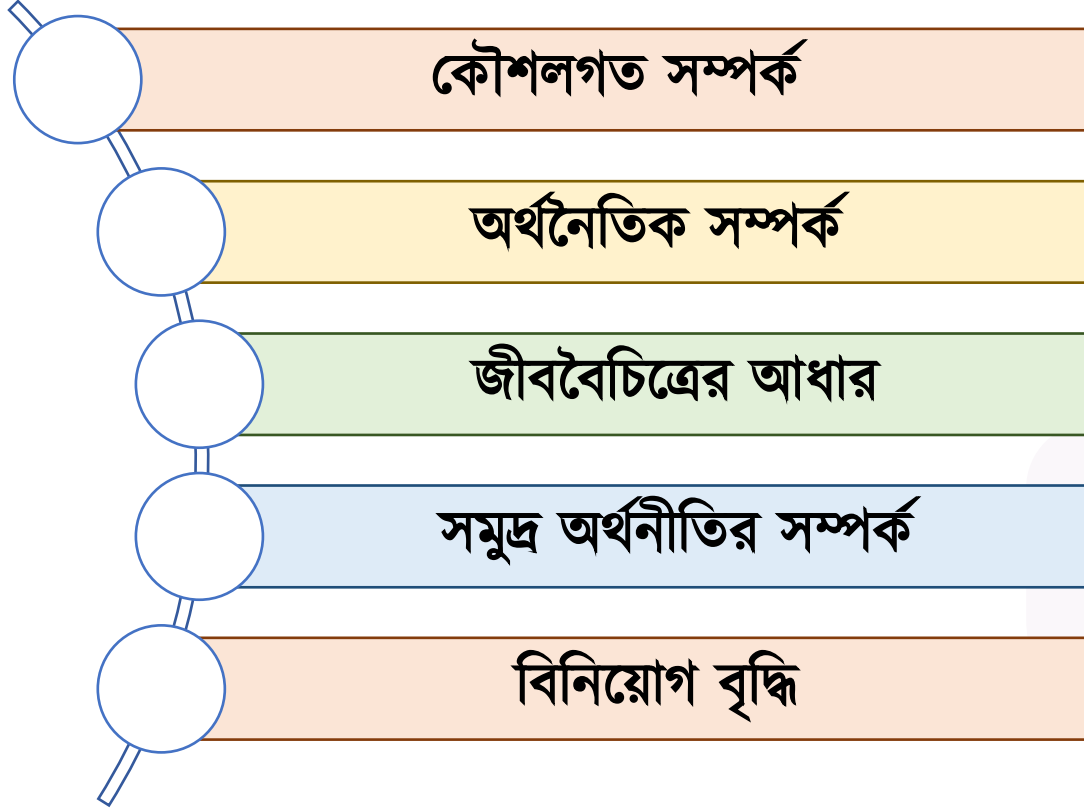 কৌশলগত সম্পর্ক
অর্থনৈতিক সম্পর্ক
জীববৈচিত্রের আধার
সমুদ্র অর্থনীতির সম্পর্ক
বিনিয়োগ বৃদ্ধি